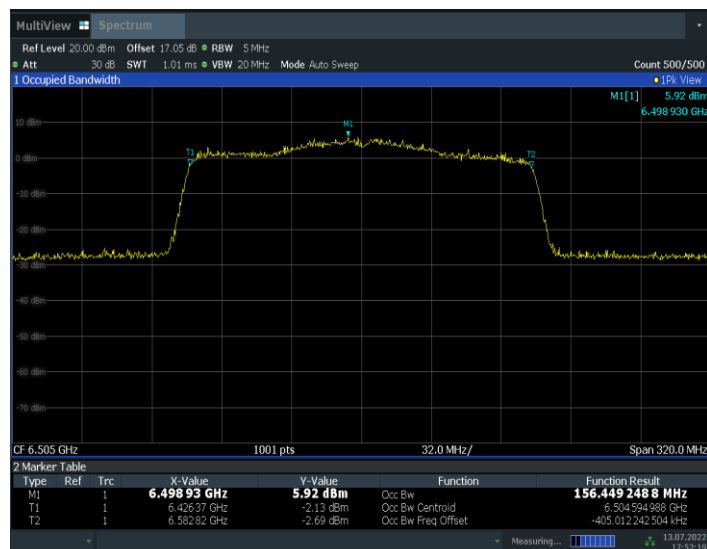 MultiView Spectrum
Ref Level 20.00 dBm Offset 17.05 dB RBW 5 MHz
Att 30 dB SWT 1.01 ms VBW 20 MHz Mode Auto Sweep Count 500/500
1 Occupied Bandwidth 1Pk View
M1[1] 5.92 dBm
6.498 930 GHz
10 dBm
M1
T1
T2
0 dBm
-10 dBm
-20 dBm
-30 dBm
-40 dBm
-50 dBm
-60 dBm
-70 dBm
CF 6.505 GHz 1001 pts 32.0 MHz/ Span 320.0 MHz
2 Marker Table
Type Ref Trc X-Value Y-Value Function Function Result
M1 1 6.498 93 GHz 5.92 dBm Occ Bw 156.449 248 8 MHz
T1 1 6.426 37 GHz -2.13 dBm Occ Bw Centroid 6.504 594 988 GHz
T2 1 6.582 82 GHz -2.69 dBm Occ Bw Freq Offset -405.012 242 504 kHz
Measuring... 13.07.2022
17:52:19